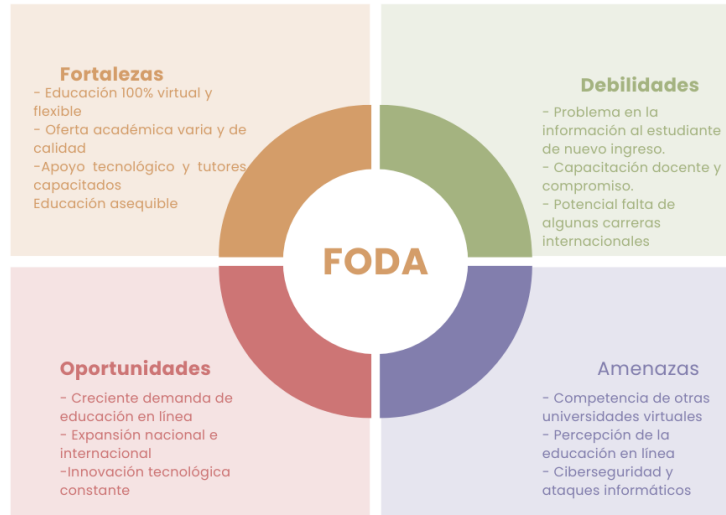 Fortalezas
- Educación 100% virtual y
flexible
- Oferta académica varia y de
calidad
-Apoyo tecnológico y tutores
capacitados
Educación asequible
Debilidades
- Problema en la
información al estudiante
de nuevo ingreso.
- Capacitación docente y
compromiso.
- Potencial falta de
algunas carreras
internacionales
FODA
Oportunidades
- Creciente demanda de
educación en línea
- Expansión nacional e
internacional
-Innovación tecnológica
constante
Amenazas
- Competencia de otras
universidades virtuales
- Percepción de la
educación en línea
- Ciberseguridad y
ataques informáticos